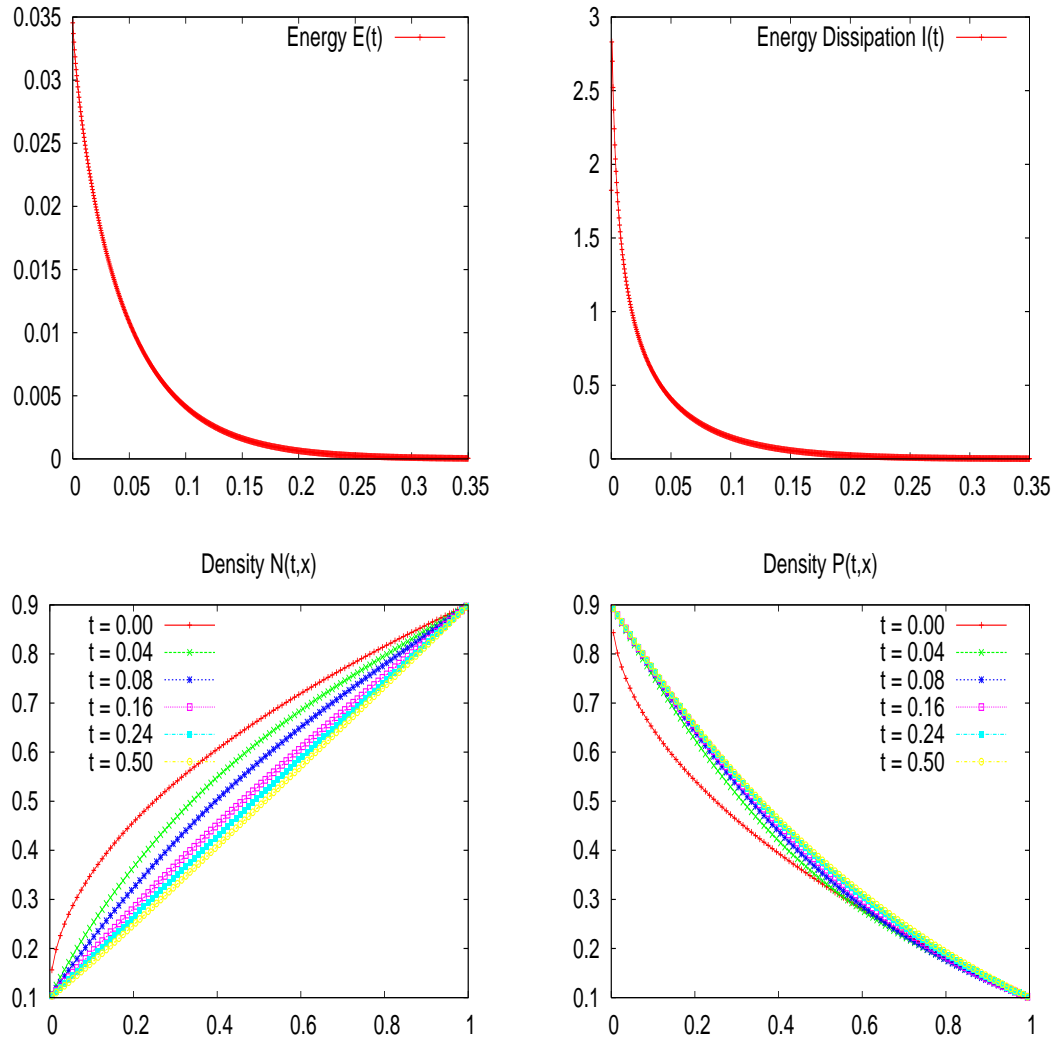 Energy E(t)
0.035
0.03
0.025
0.02
0.015
0.01
0.005
0
0 0.05 0.1 0.15 0.2 0.25 0.3 0.35
Energy Dissipation I(t)
3
2.5
2
1.5
1
0.5
0
0 0.05 0.1 0.15 0.2 0.25 0.3 0.35
Density N(t,x)
t = 0.00
t = 0.04
t = 0.08
t = 0.16
t = 0.24
t = 0.50
0.9
0.8
0.7
0.6
0.5
0.4
0.3
0.2
0.1
0 0.2 0.4 0.6 0.8 1
Density P(t,x)
t = 0.00
t = 0.04
t = 0.08
t = 0.16
t = 0.24
t = 0.50
0.9
0.8
0.7
0.6
0.5
0.4
0.3
0.2
0.1
0 0.2 0.4 0.6 0.8 1